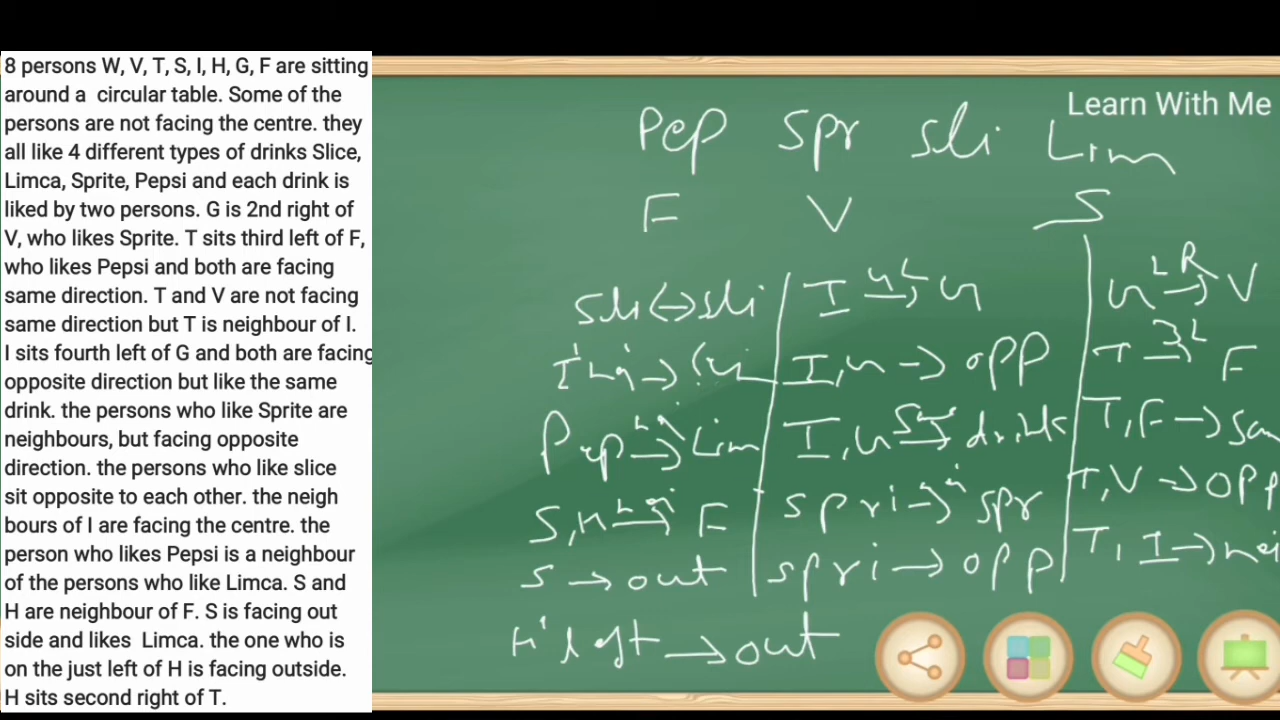 8 persons W, V, T, S, I, H, G, F are sitting
around a circular table. Some of the
persons are not facing the centre. they
all like 4 different types of drinks Slice,
Limca, Sprite, Pepsi and each drink is
liked by two persons. G is 2nd right of
V, who likes Sprite. T sits third left of F,
who likes Pepsi and both are facing
same direction. T and V are not facing
same direction but T is neighbour of I.
I sits fourth left of G and both are facing
opposite direction but like the same
drink. the persons who like Sprite are
neighbours, but facing opposite
direction. the persons who like slice
sit opposite to each other. the neigh
bours of I are facing the centre. the
person who likes Pepsi is a neighbour
of the persons who like Limca. S and
H are neighbour of F. S is facing out
side and likes Limca. the one who is
on the just left of H is facing outside.
H sits second right of T.
Learn With Me
Pep Spr Sli Lim
F V S
Sli <-> Sli
Pep -> Lim
S, H -> F
S -> out
H' left -> out
I 4L -> G
I, G -> opp
I, G -> drink
Spri -> Spr
Spri -> opp
R -> V
T 3L -> F
T, F -> Sam
T, V -> opp
T, I -> nei